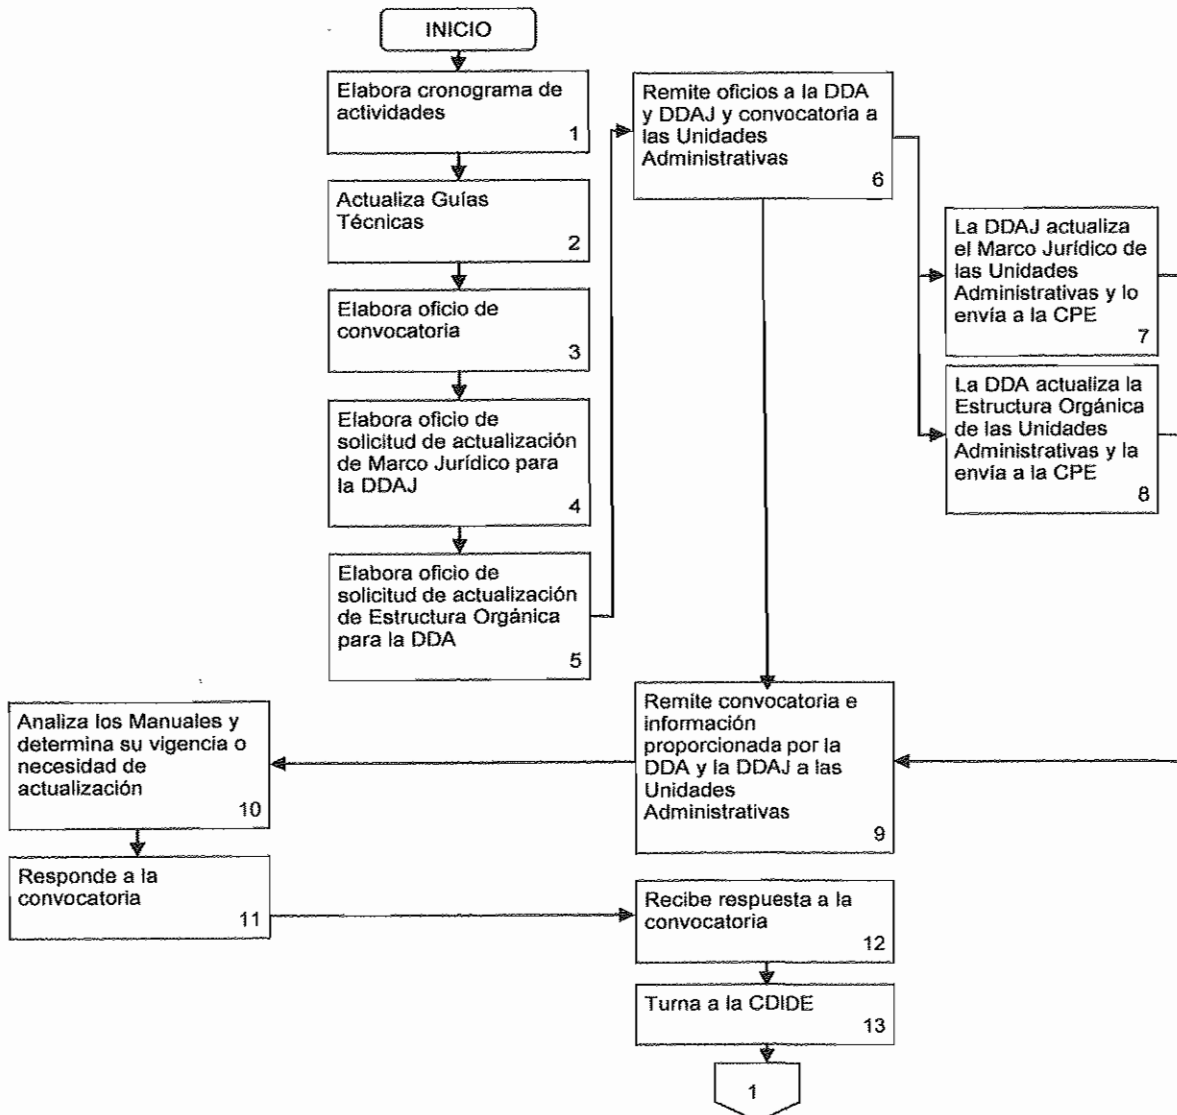 INICIO
Elabora cronograma de
actividades
1
Actualiza Guías
Técnicas
2
Elabora oficio de
convocatoria
3
Elabora oficio de
solicitud de actualización
de Marco Jurídico para
la DDAJ
4
Elabora oficio de
solicitud de actualización
de Estructura Orgánica
para la DDA
5
Remite oficios a la DDA
y DDAJ y convocatoria a
las Unidades
Administrativas
6
La DDAJ actualiza
el Marco Jurídico de
las Unidades
Administrativas y lo
envía a la CPE
7
La DDA actualiza la
Estructura Orgánica
de las Unidades
Administrativas y la
envía a la CPE
8
Remite convocatoria e
información
proporcionada por la
DDA y la DDAJ a las
Unidades
Administrativas
9
Analiza los Manuales y
determina su vigencia o
necesidad de
actualización
10
Responde a la
convocatoria
11
Recibe respuesta a la
convocatoria
12
Turna a la CDIDE
13
1